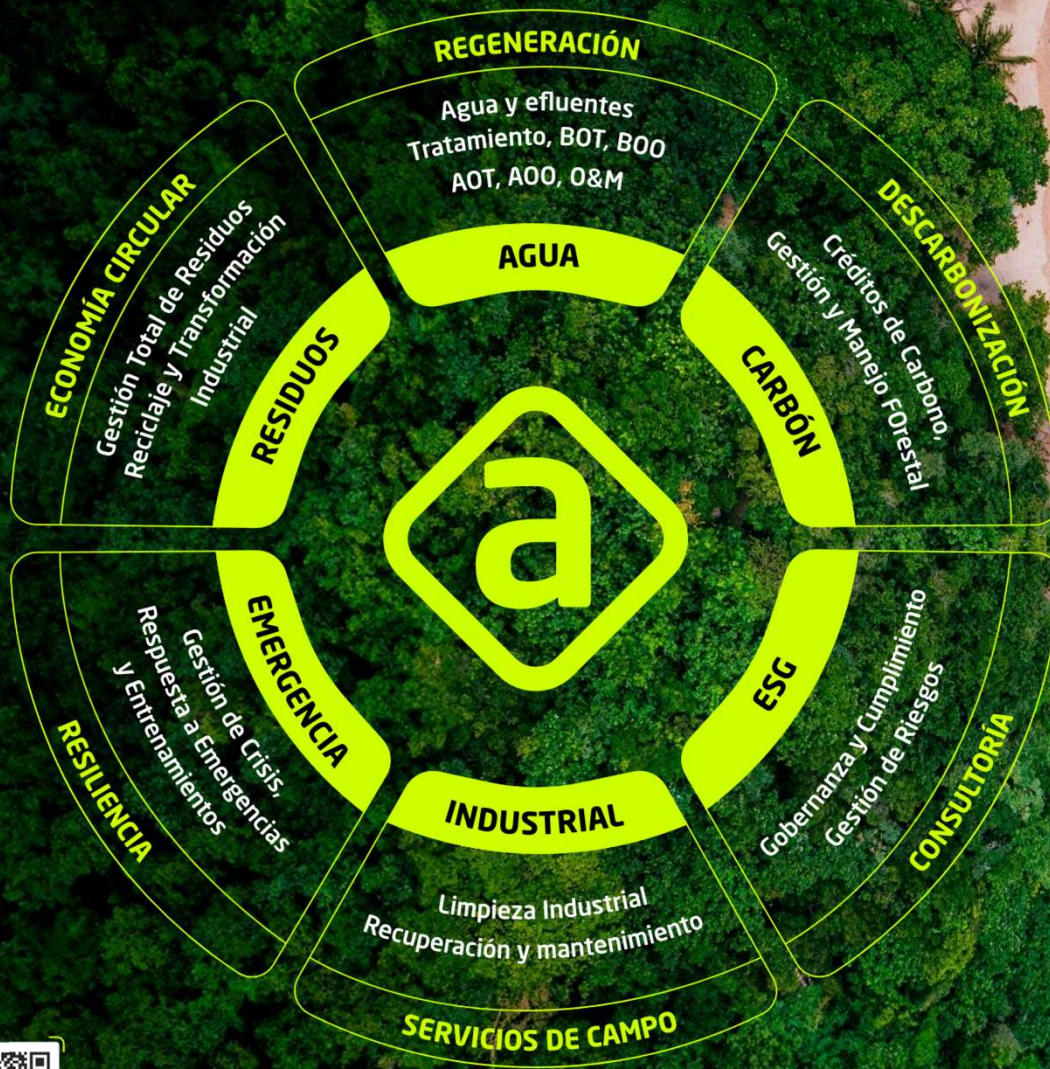 REGENERACIÓN
Agua y efluentes
Tratamiento, BOT, BOO
AOT, AOO, O&M
AGUA
DESCARBONIZACIÓN
Créditos de Carbono,
Gestión y Manejo FOrestal
CARBÓN
ESG
Gobernanza y Cumplimiento
Gestión de Riesgos
CONSULTORÍA
INDUSTRIAL
Limpieza Industrial
Recuperación y mantenimiento
SERVICIOS DE CAMPO
EMERGENCIA
Gestión de Crisis,
Respuesta a Emergencias
y Entrenamientos
RESILIENCIA
ECONOMÍA CIRCULAR
Gestión Total de Residuos
Reciclaje y Transformación
Industrial
RESIDUOS
a